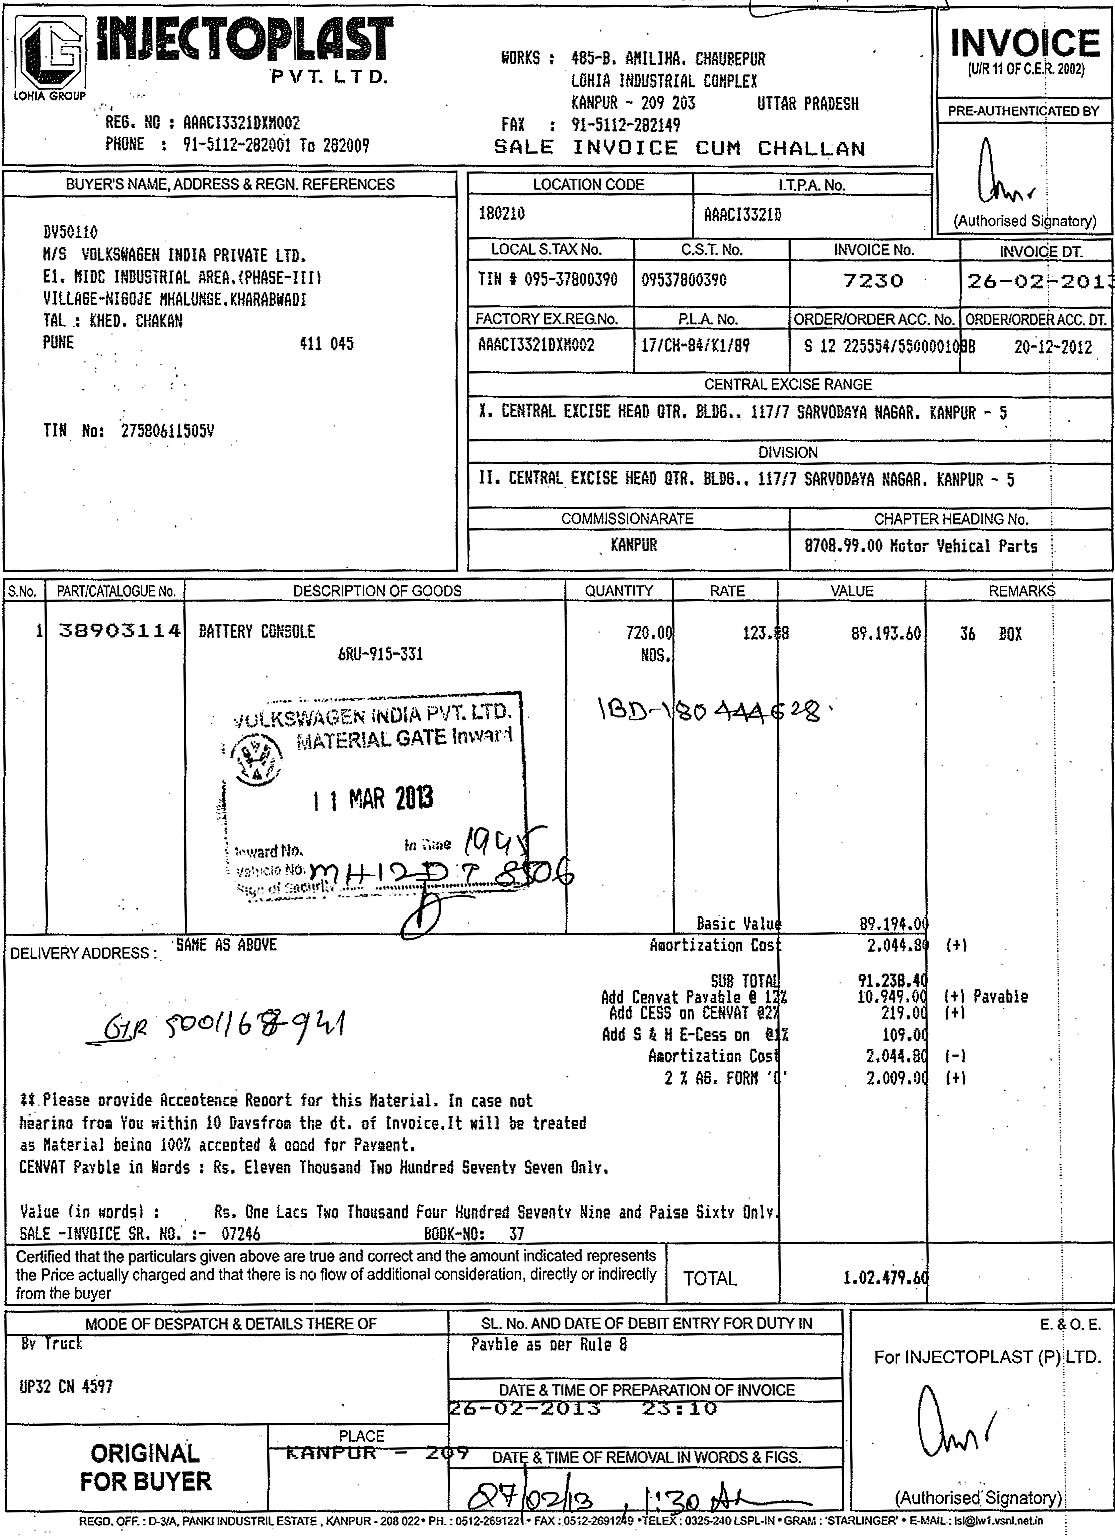 INJECTOPLAST
PVT. LTD.
LOHIA GROUP
REG. NO : AAACI3321DXM002
PHONE : 91-5112-282001 To 282009
WORKS : 485-B, AMILIHA, CHAUBEPUR
LOHIA INDUSTRIAL COMPLEX
KANPUR - 209 203 UTTAR PRADESH
FAX : 91-5112-282149
SALE INVOICE CUM CHALLAN
INVOICE
(U/R 11 OF C.E.R. 2002)
PRE-AUTHENTICATED BY
(Authorised Signatory)
BUYER'S NAME, ADDRESS & REGN. REFERENCES
DV50110
M/S VOLKSWAGEN INDIA PRIVATE LTD.
E1, MIDC INDUSTRIAL AREA,(PHASE-III)
VILLAGE-NIGOJE MHALUNGE,KHARABWADI
TAL : KHED, CHAKAN
PUNE 411 045
TIN No: 27580611505V
LOCATION CODE I.T.P.A. No.
180210 AAACI3321D
LOCAL S.TAX No. C.S.T. No. INVOICE No. INVOICE DT.
TIN # 095-37800390 09537800390 7230 26-02-2013
FACTORY EX.REG.No. P.L.A. No. ORDER/ORDER ACC. No. ORDER/ORDER ACC. DT.
AAACI3321DXM002 17/CH-84/K1/89 S 12 225554/5500001088 20-12-2012
CENTRAL EXCISE RANGE
X. CENTRAL EXCISE HEAD QTR. BLDG., 117/7 SARVODAYA NAGAR, KANPUR - 5
DIVISION
II. CENTRAL EXCISE HEAD QTR. BLDG., 117/7 SARVODAYA NAGAR, KANPUR - 5
COMMISSIONARATE CHAPTER HEADING No.
KANPUR 8708.99.00 Motor Vehical Parts
S.No. PART/CATALOGUE No. DESCRIPTION OF GOODS QUANTITY RATE VALUE REMARKS
1 38903114 BATTERY CONSOLE 720.00 123.88 89,193.60 36 BOX
6RU-915-331 NOS.
IBD-180444628
VOLKSWAGEN INDIA PVT. LTD.
MATERIAL GATE Inward
11 MAR 2013
Inward No. In Time 1945
Vehicle No. MH12DT 8506
Sign of Security
Basic Value 89,194.00
DELIVERY ADDRESS : SAME AS ABOVE
Amortization Cost 2,044.80 (+)
SUB TOTAL 91,238.40
Add Cenvat Payable @ 12% 10,949.00 (+) Payable
Add CESS on CENVAT @2% 219.00 (+)
Add S & H E-Cess on @1% 109.00
Amortization Cost 2,044.80 (-)
2 % AG. FORM 'C' 2,009.00 (+)
GIR 5001168941
** Please provide Acceptence Report for this Material. In case not
hearing from You within 10 Daysfrom the dt. of Invoice,It will be treated
as Material being 100% accepted & good for Payment.
CENVAT Payble in Words : Rs. Eleven Thousand Two Hundred Seventy Seven Only.
Value (in words) : Rs. One Lacs Two Thousand Four Hundred Seventy Nine and Paise Sixty Only.
SALE -INVOICE SR. NO. :- 07246 BOOK-NO: 37
Certified that the particulars given above are true and correct and the amount indicated represents
the Price actually charged and that there is no flow of additional consideration, directly or indirectly
from the buyer
TOTAL 1,02,479.60
MODE OF DESPATCH & DETAILS THERE OF
By Truck
UP32 CN 4597
SL. No. AND DATE OF DEBIT ENTRY FOR DUTY IN
Payble as per Rule 8
DATE & TIME OF PREPARATION OF INVOICE
26-02-2013 23:10
ORIGINAL
FOR BUYER
PLACE
KANPUR - 209
DATE & TIME OF REMOVAL IN WORDS & FIGS.
27/02/13, 1:30 AM
E. & O. E.
For INJECTOPLAST (P) LTD.
(Authorised Signatory)
REGD. OFF. : D-3/A, PANKI INDUSTRIL ESTATE, KANPUR - 208 022 • PH. : 0512-2691221 • FAX : 0512-2691249 • TELEX : 0325-240 LSPL-IN • GRAM : 'STARLINGER' • E-MAIL : lsl@lw1.vsnl.net.in